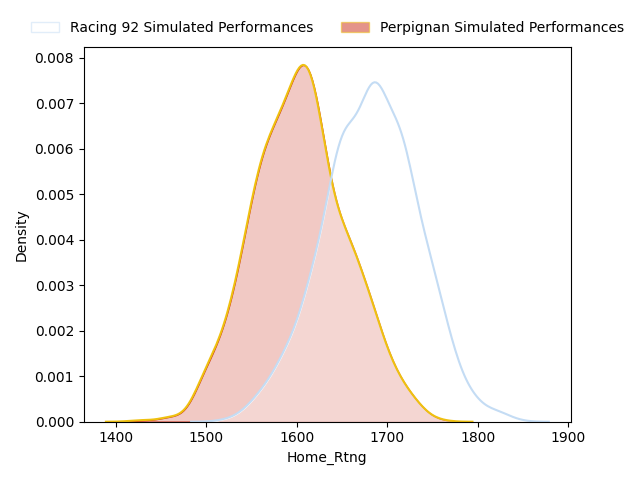 Racing 92 Simulated Performances
Perpignan Simulated Performances
0.008
0.007
0.006
0.005
0.004
0.003
0.002
0.001
0.000
Density
1400 1500 1600 1700 1800 1900
Home_Rtng